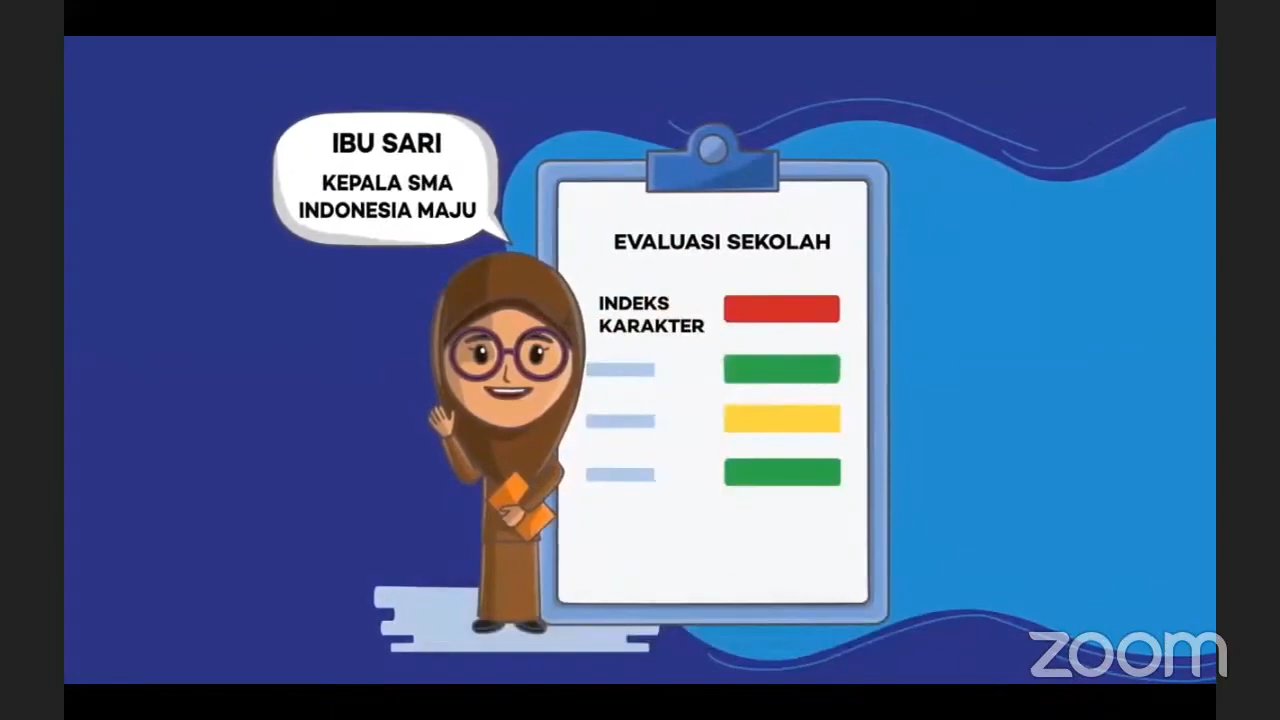 IBU SARI
KEPALA SMA
INDONESIA MAJU
EVALUASI SEKOLAH
INDEKS
KARAKTER
zoom